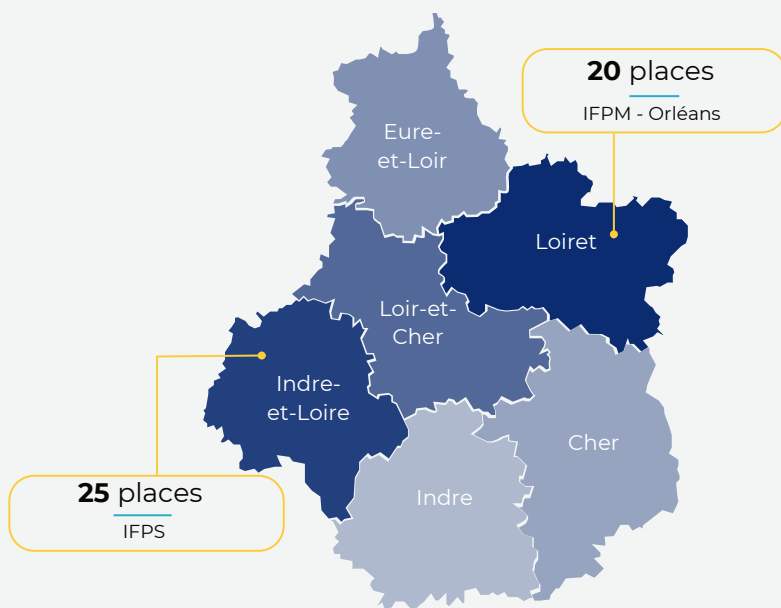 20 places
IFPM - Orléans
Eure-
et-Loir
Loiret
Loir-et-
Cher
Indre-
et-Loire
Cher
Indre
25 places
IFPS